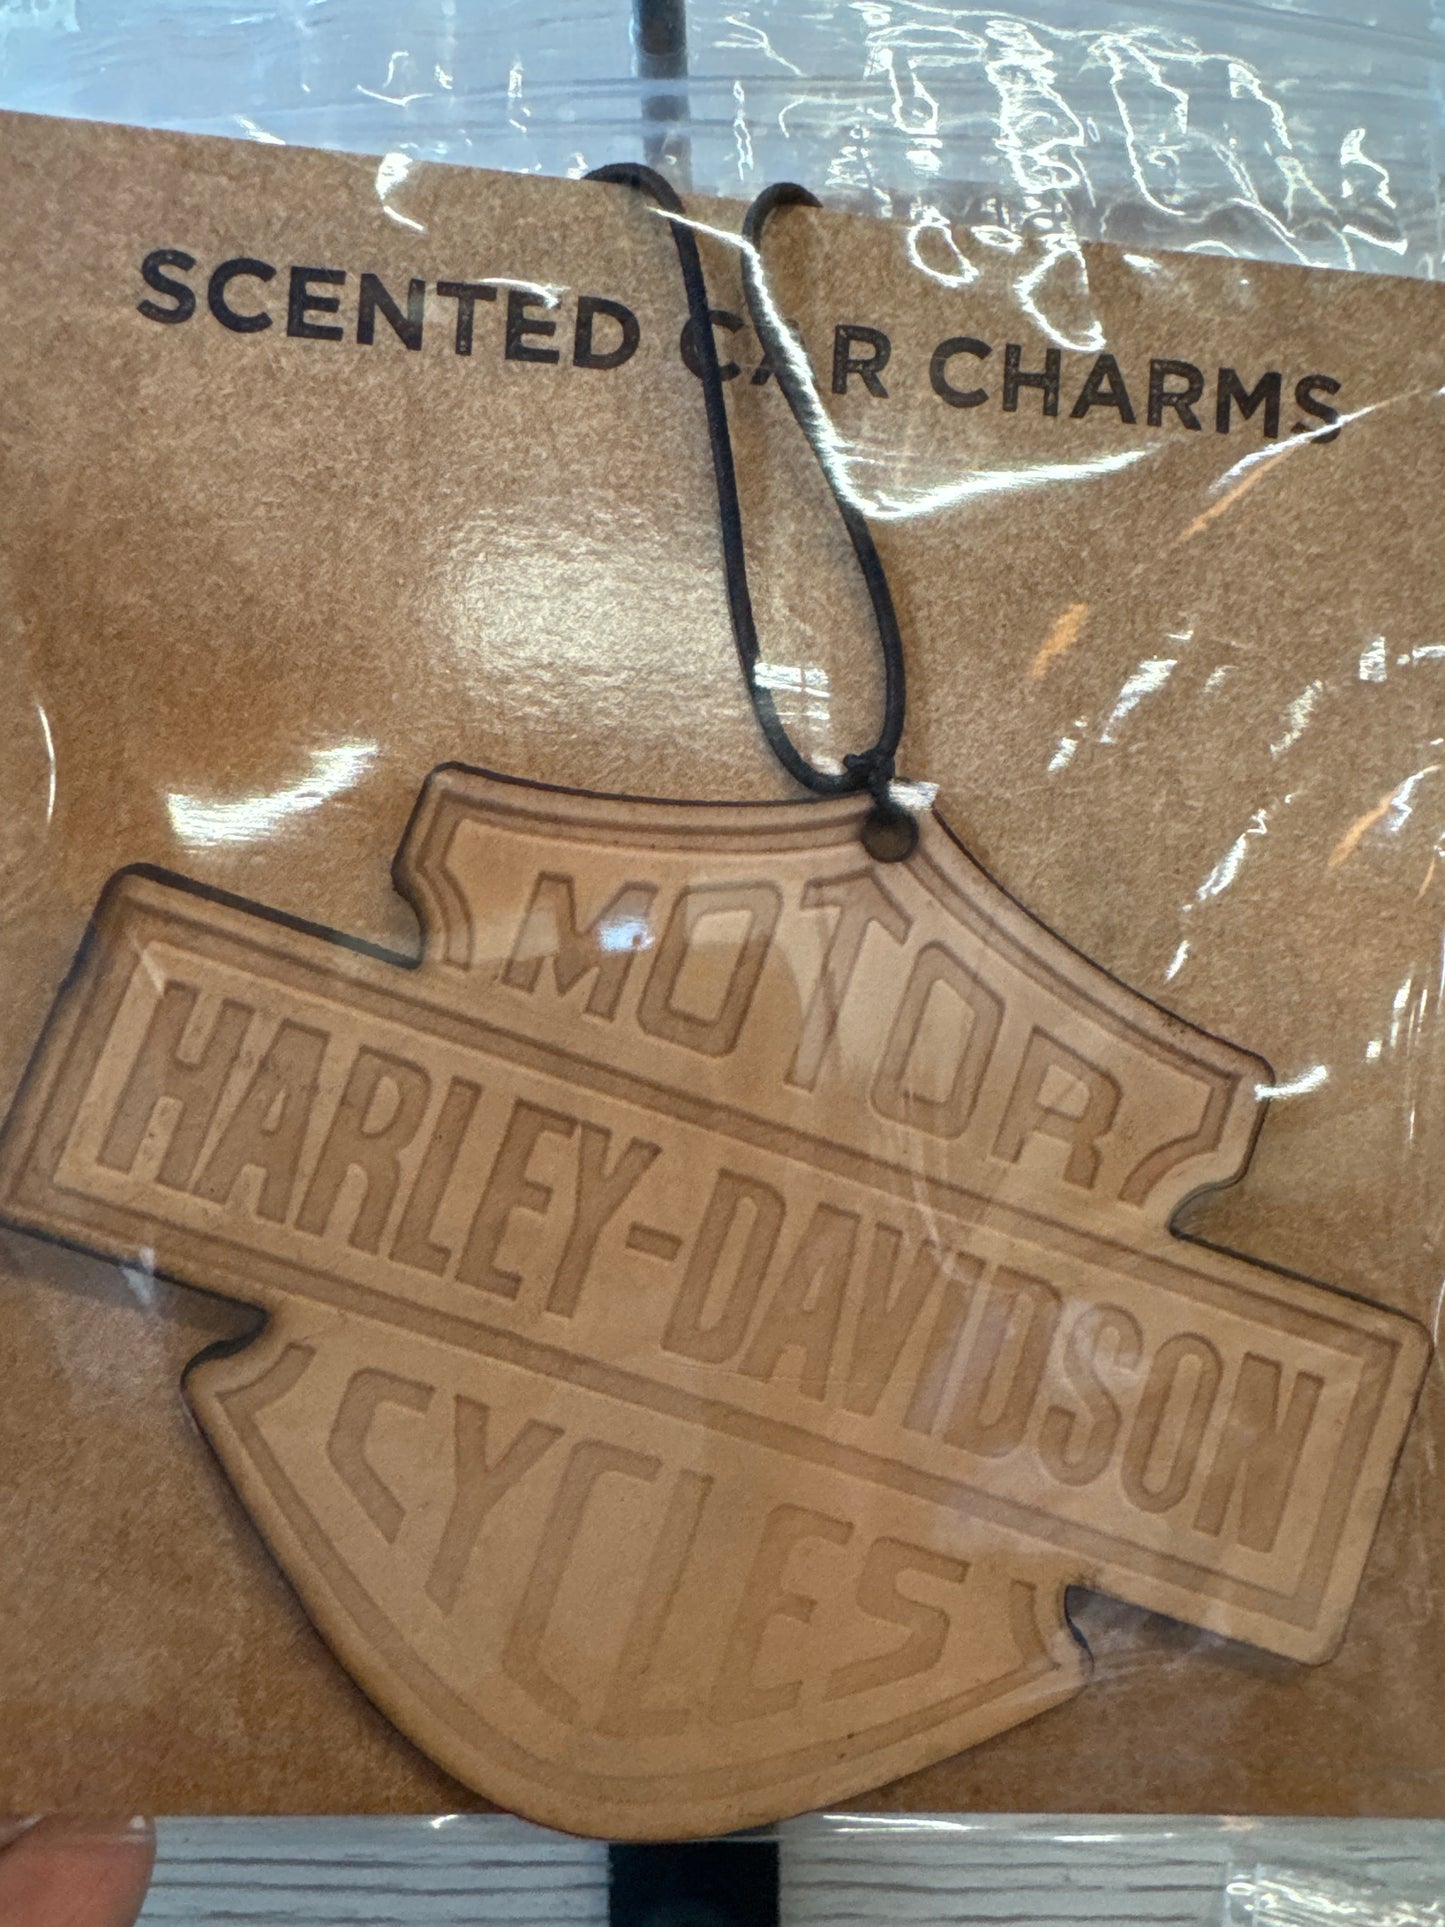 SCENTED CAR CHARMS
MOTOR
HARLEY-DAVIDSON
CYCLES